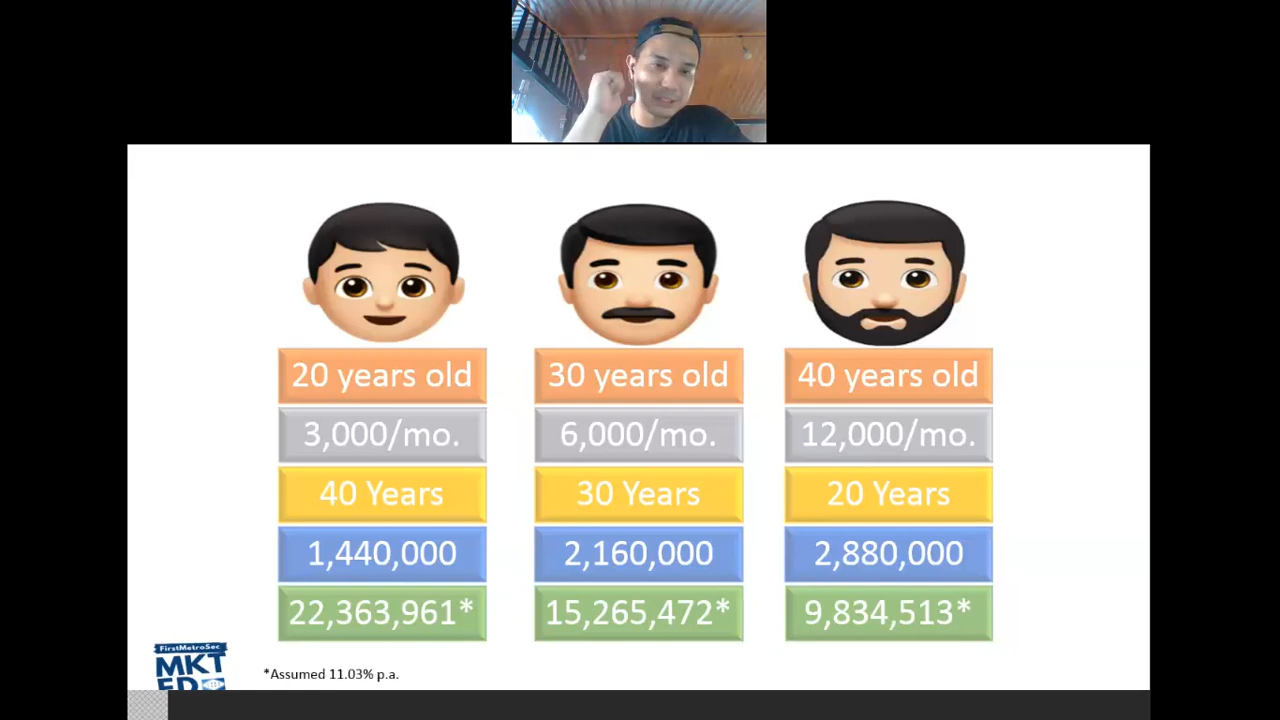 20 years old
30 years old
40 years old
3,000/mo.
6,000/mo.
12,000/mo.
40 Years
30 Years
20 Years
1,440,000
2,160,000
2,880,000
22,363,961*
15,265,472*
9,834,513*
FirstMetroSec
MKT
ED
*Assumed 11.03% p.a.